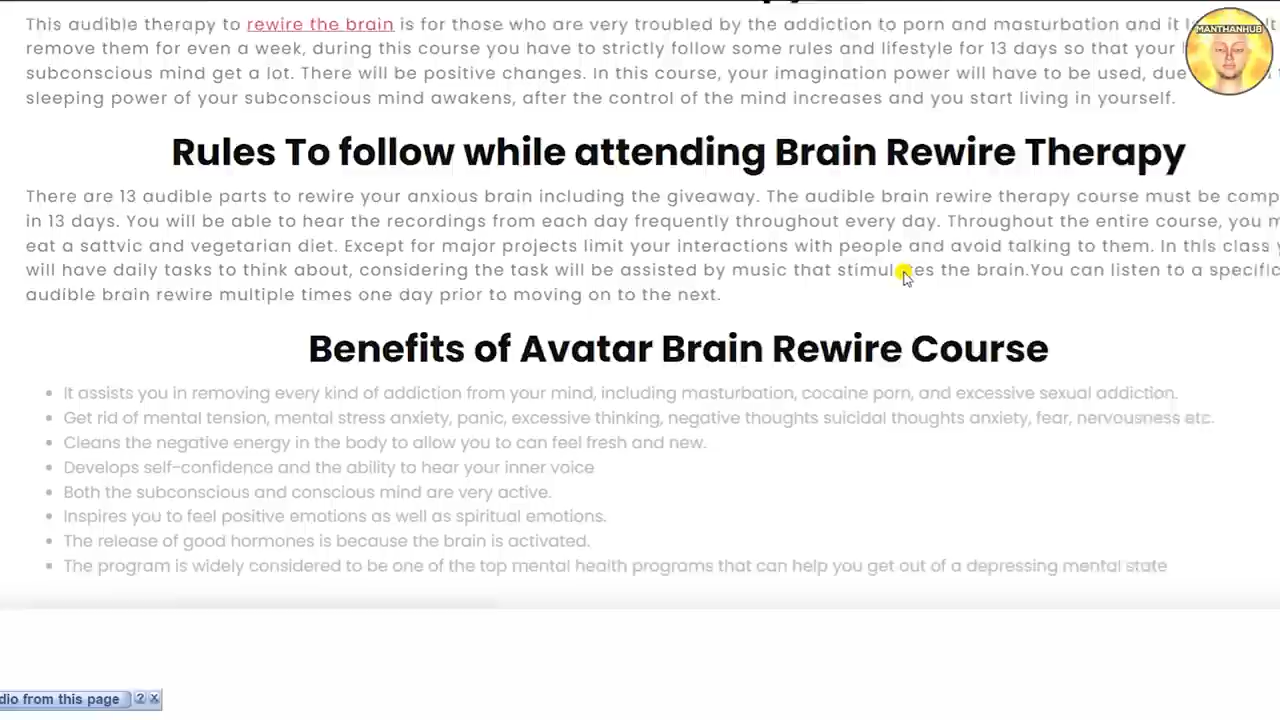 This audible therapy to rewire the brain is for those who are very troubled by the addiction to porn and masturbation and it
MANTHANHUB
remove them for even a week, during this course you have to strictly follow some rules and lifestyle for 13 days so that your
subconscious mind get a lot. There will be positive changes. In this course, your imagination power will have to be used, due
sleeping power of your subconscious mind awakens, after the control of the mind increases and you start living in yourself.
Rules To follow while attending Brain Rewire Therapy
There are 13 audible parts to rewire your anxious brain including the giveaway. The audible brain rewire therapy course must be comp
in 13 days. You will be able to hear the recordings from each day frequently throughout every day. Throughout the entire course, you
eat a sattvic and vegetarian diet. Except for major projects limit your interactions with people and avoid talking to them. In this class
will have daily tasks to think about, considering the task will be assisted by music that stimulates the brain.You can listen to a specific
audible brain rewire multiple times one day prior to moving on to the next.
Benefits of Avatar Brain Rewire Course
It assists you in removing every kind of addiction from your mind, including masturbation, cocaine porn, and excessive sexual addiction.
Get rid of mental tension, mental stress anxiety, panic, excessive thinking, negative thoughts suicidal thoughts anxiety, fear, nervousness etc.
Cleans the negative energy in the body to allow you to can feel fresh and new.
Develops self-confidence and the ability to hear your inner voice
Both the subconscious and conscious mind are very active.
Inspires you to feel positive emotions as well as spiritual emotions.
The release of good hormones is because the brain is activated.
The program is widely considered to be one of the top mental health programs that can help you get out of a depressing mental state
dio from this page ? x